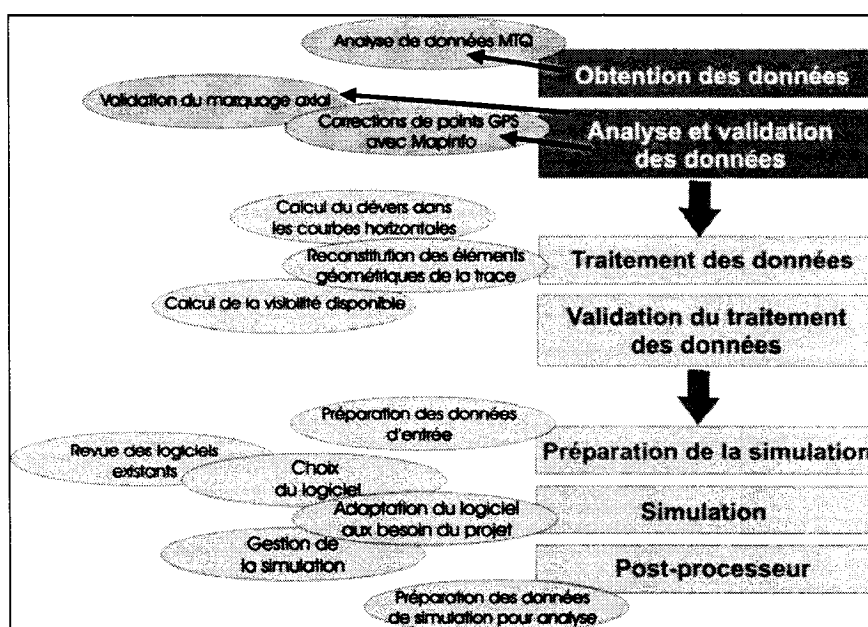 Analyse de données MTQ
Obtention des données
Validation du marquage axial
Corrections de points GPS
avec MapInfo
Analyse et validation
des données
Calcul du dévers dans
les courbes horizontales
Reconstitution des éléments
géométriques de la trace
Calcul de la visibilité disponible
Traitement des données
Validation du traitement
des données
Préparation des données
d'entrée
Revue des logiciels
existants
Choix
du logiciel
Adaptation du logiciel
aux besoin du projet
Gestion de
la simulation
Préparation des données
de simulation pour analyse
Préparation de la simulation
Simulation
Post-processeur